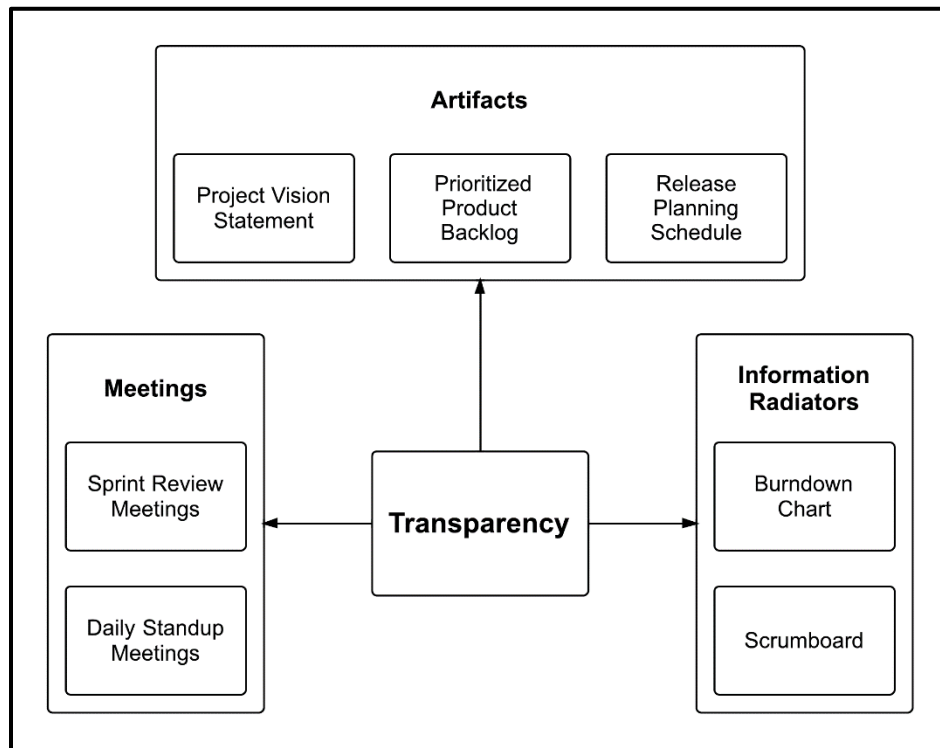 Artifacts
Project Vision
Statement
Prioritized
Product
Backlog
Release
Planning
Schedule
Meetings
Sprint Review
Meetings
Daily Standup
Meetings
Transparency
Information
Radiators
Burndown
Chart
Scrumboard